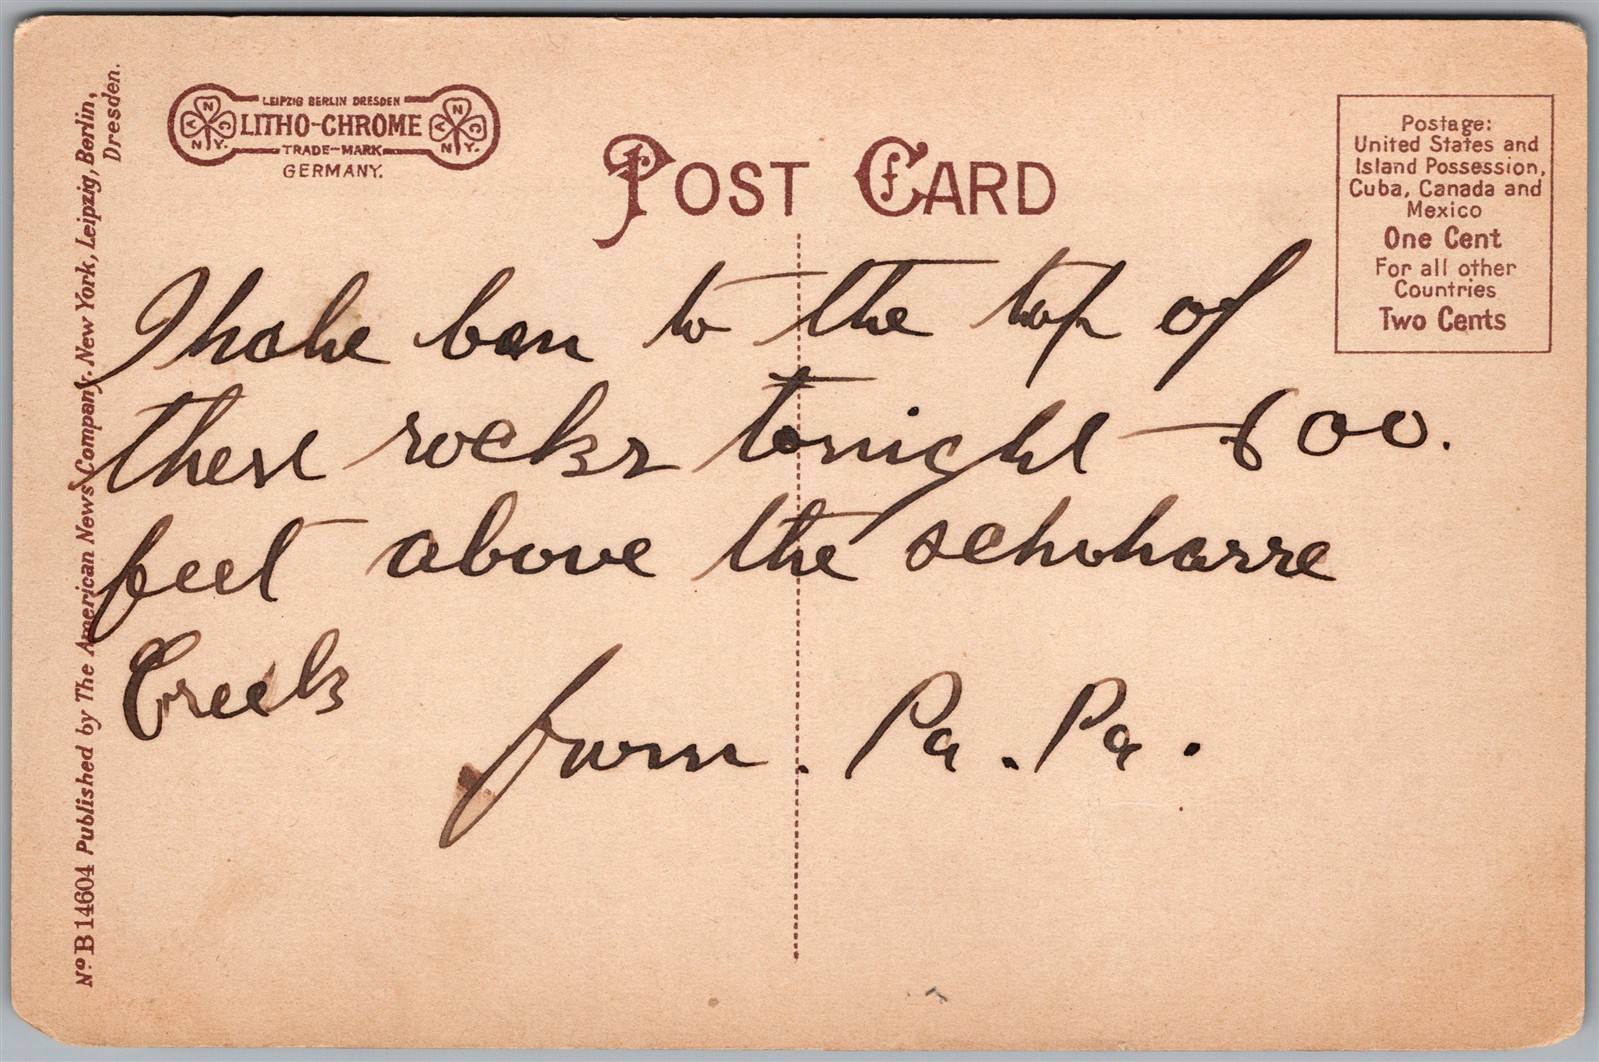 LEIPZIG BERLIN DRESDEN
LITHO-CHROME
TRADE-MARK
GERMANY.
A N C N.Y.
A N C N.Y.
POST CARD
Postage:
United States and
Island Possession,
Cuba, Canada and
Mexico
One Cent
For all other
Countries
Two Cents
I hahe ben to the top of
these rocks tonight - 600.
feet above the schoharre
Creek
furm. Pa. Pa.
Nº B 14604 Published by The American News Company. New York, Leipzig, Berlin,
Dresden.